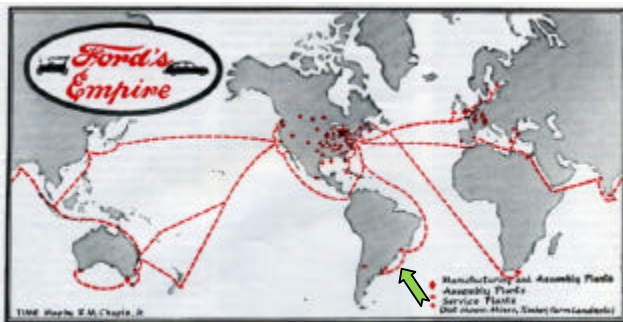 Ford's
Empire
Manufacturing and Assembly Plants
Assembly Plants
Service Plants
TIME Map by R.M. Chapin, Jr.